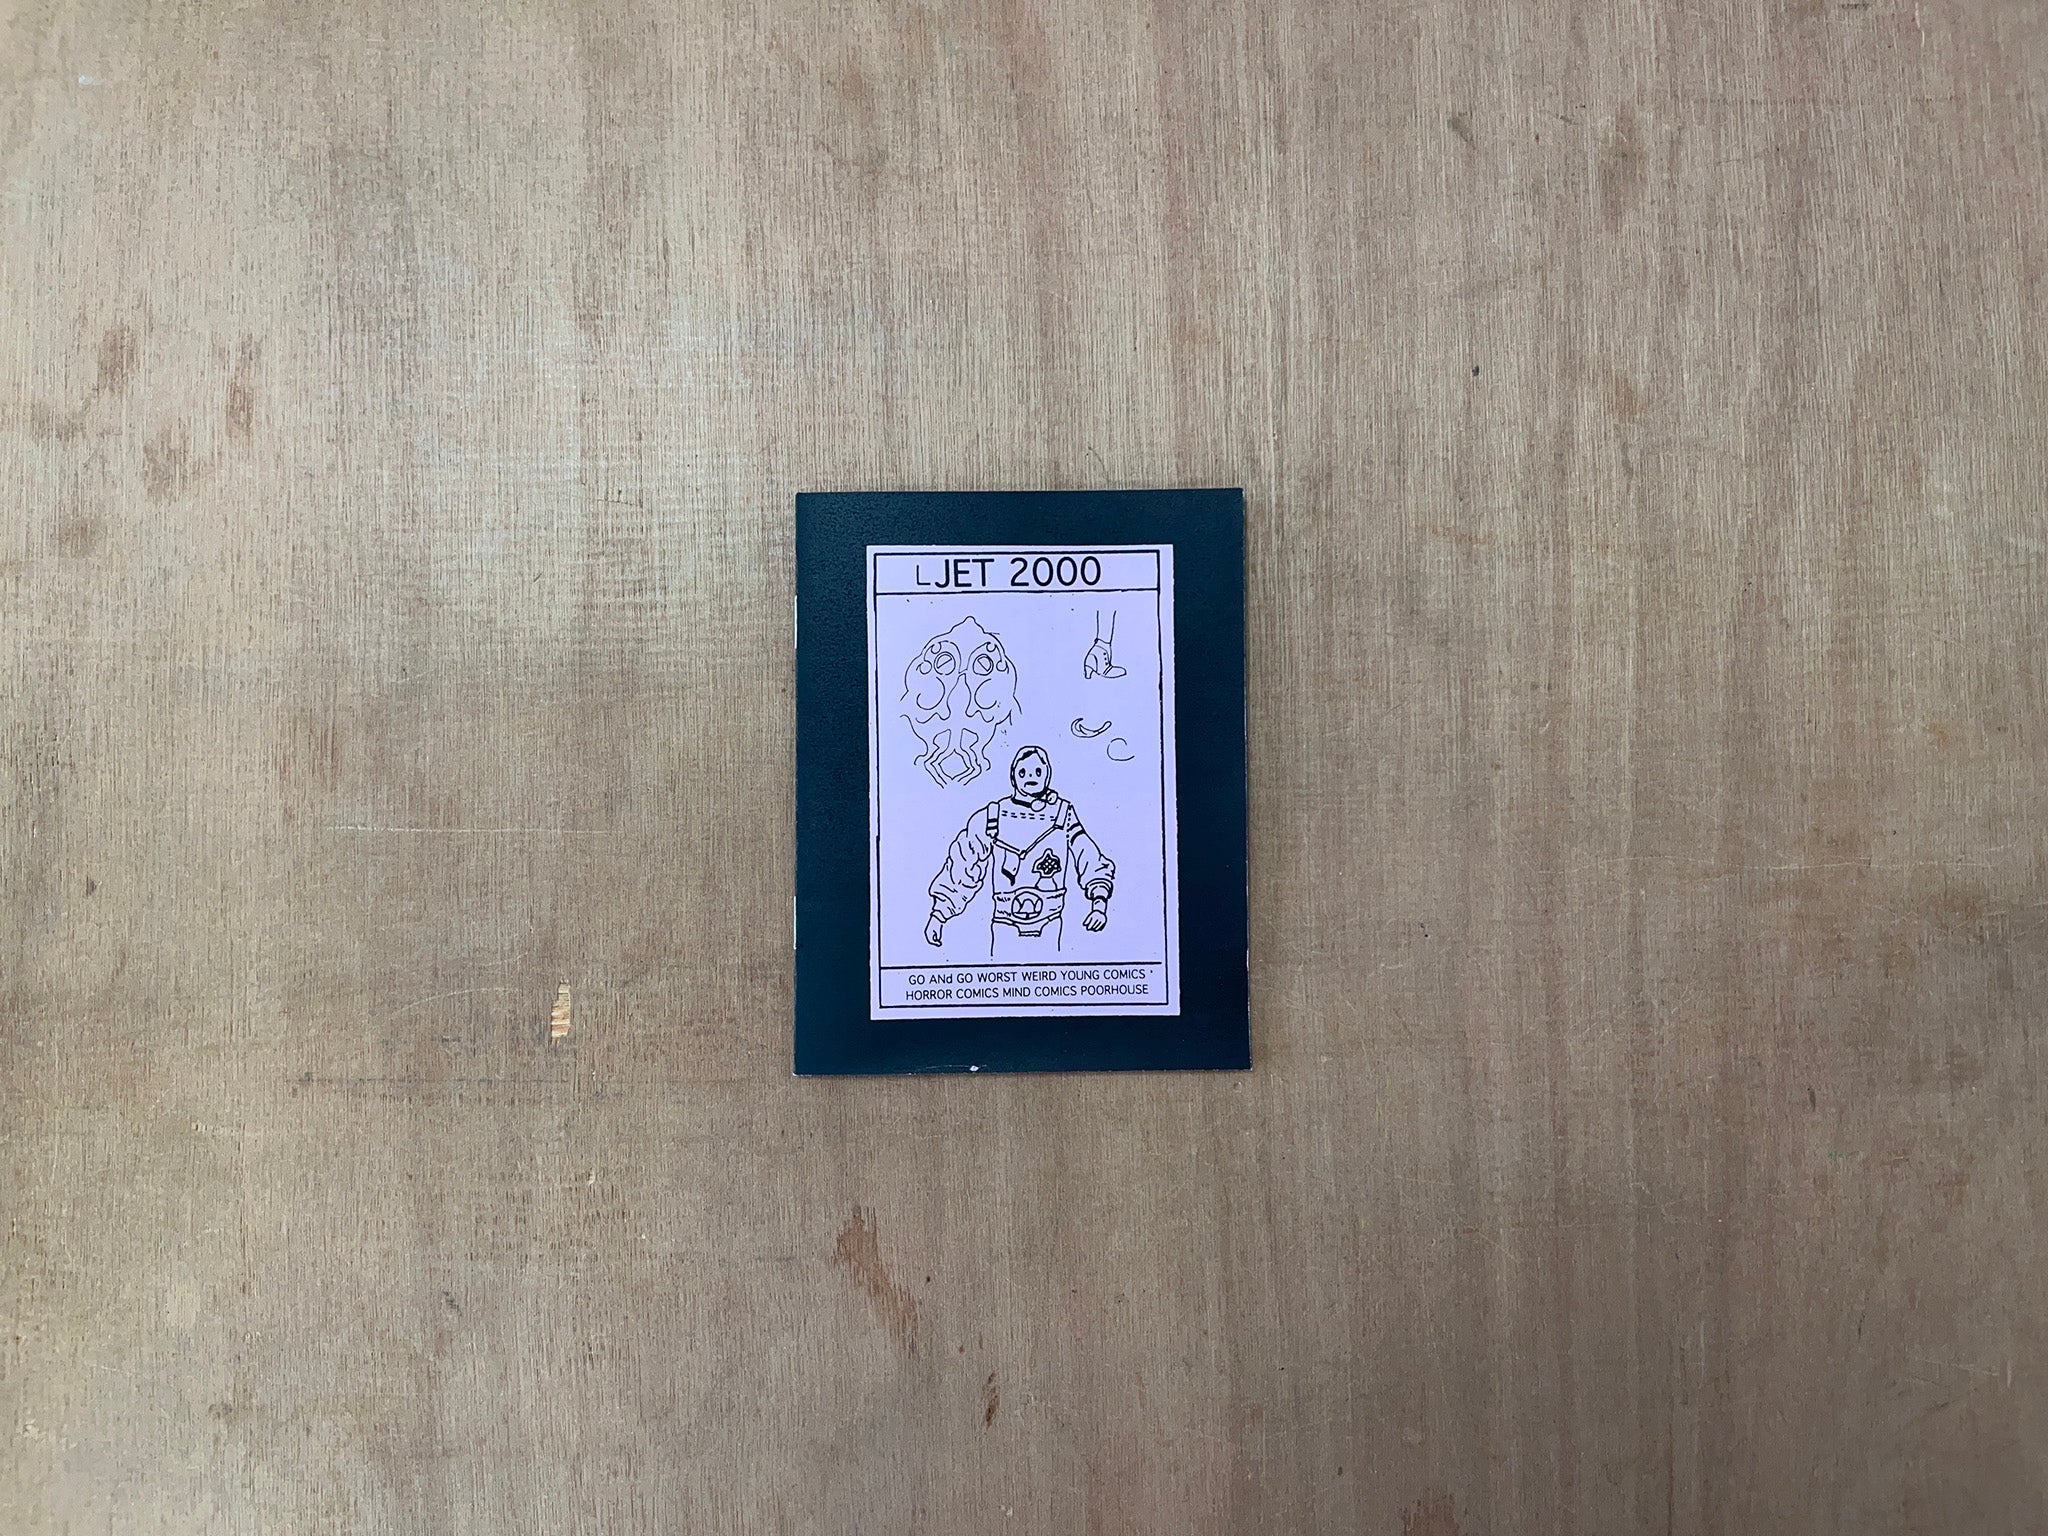 LJET 2000
GO ANd GO WORST WEIRD YOUNG COMICS
HORROR COMICS MIND COMICS POORHOUSE